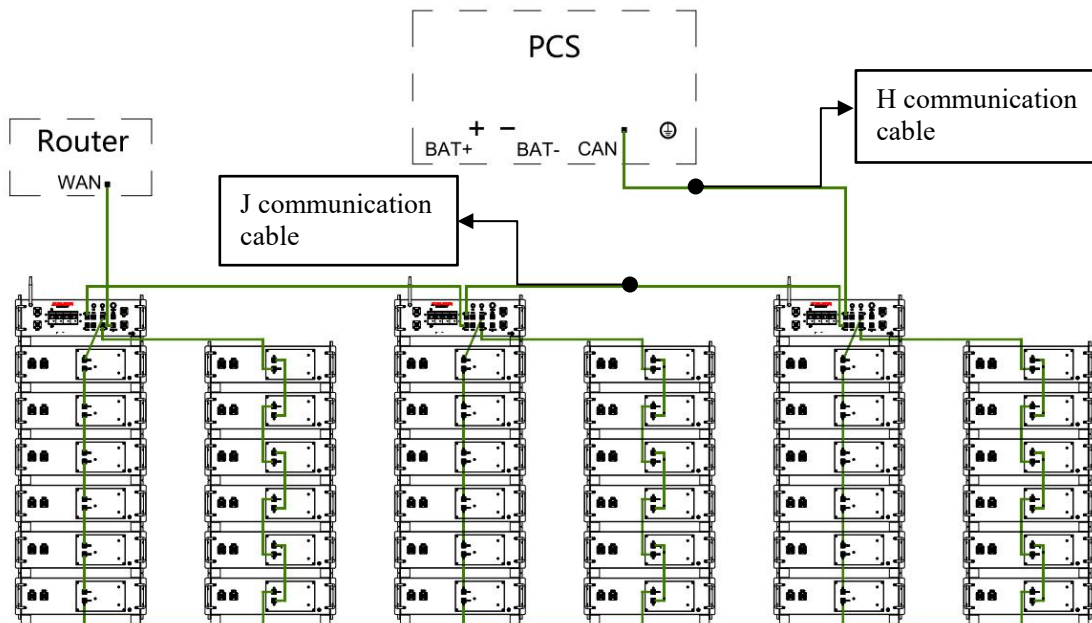 PCS
+ −
BAT+ BAT- CAN
H communication
cable
Router
WAN
J communication
cable